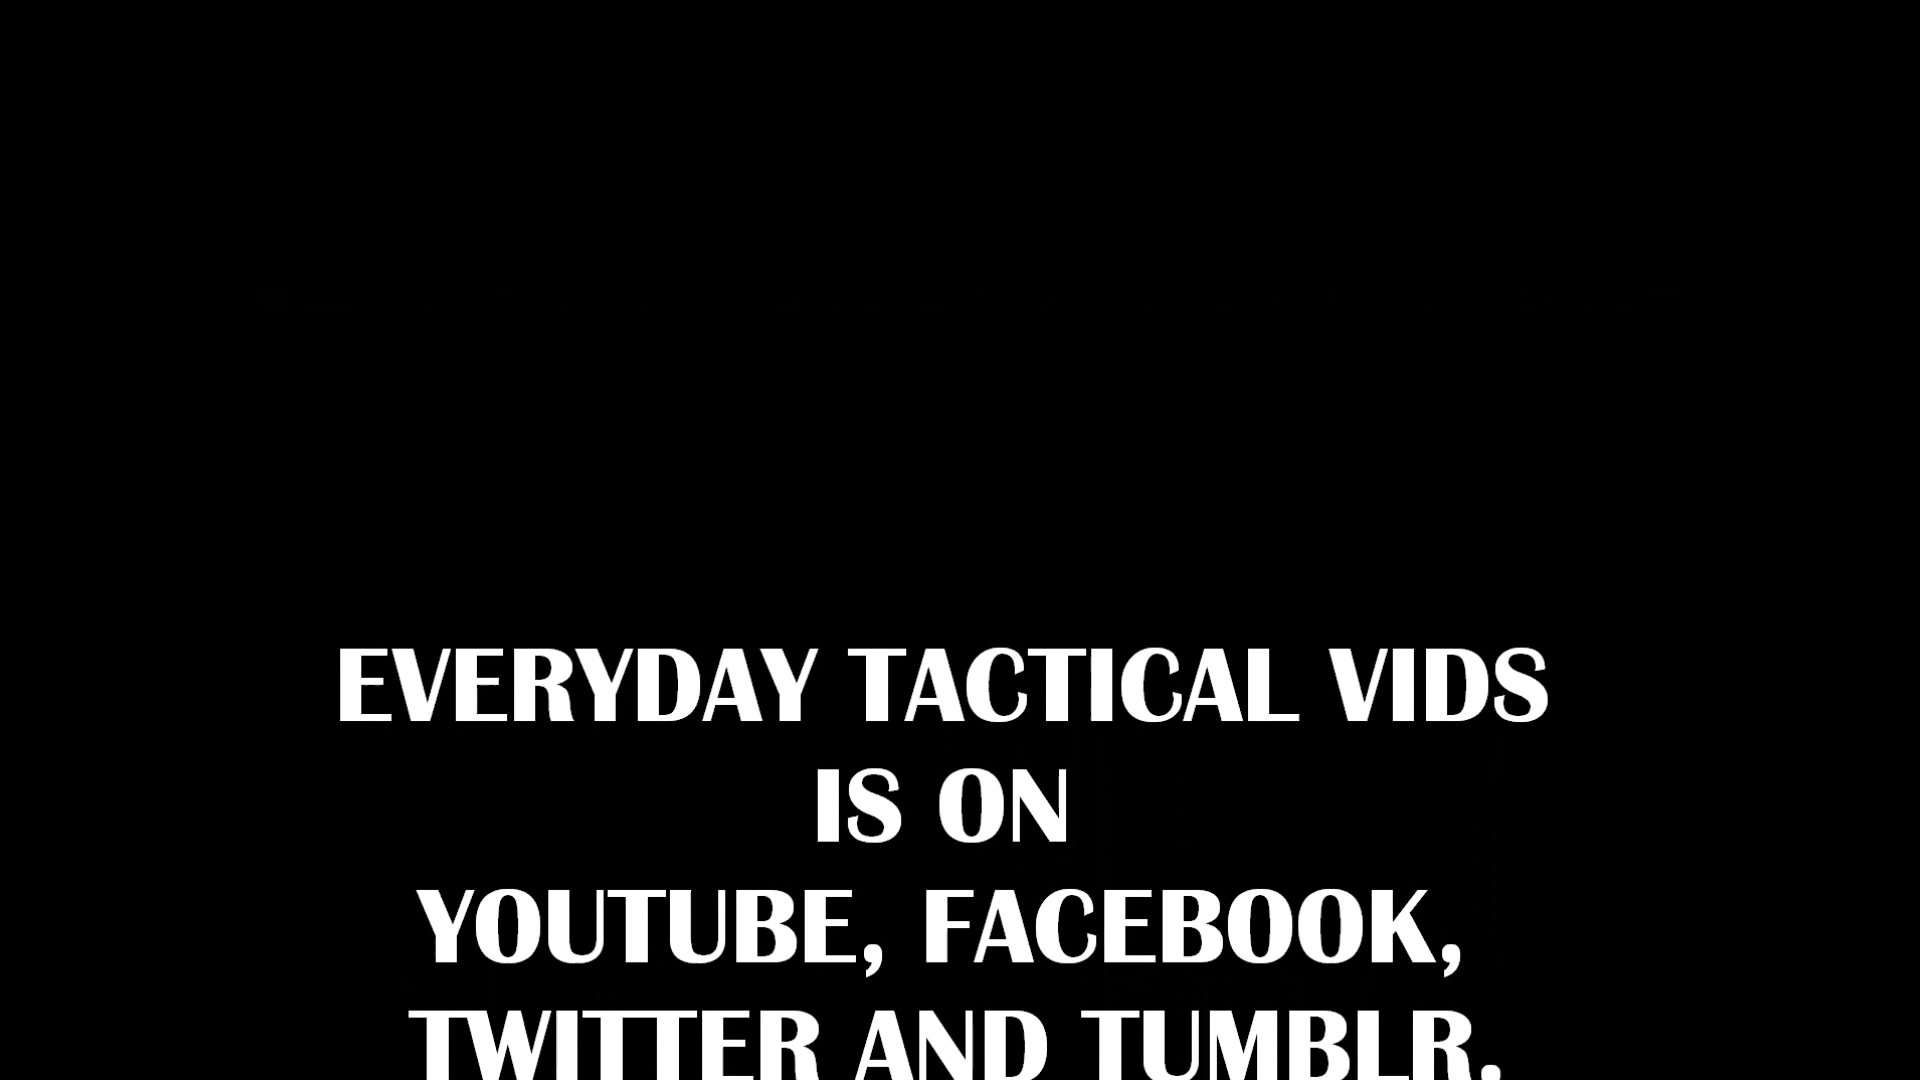 EVERYDAY TACTICAL VIDS
IS ON
YOUTUBE, FACEBOOK,
TWITTER AND TUMBLR.